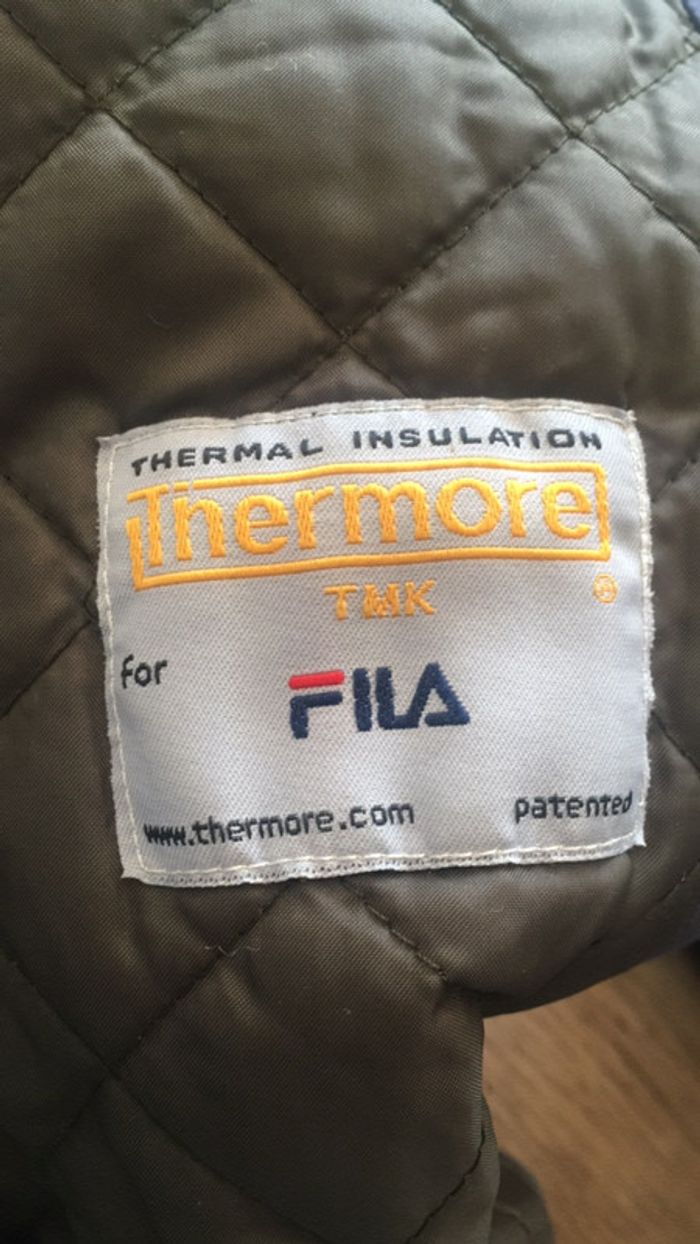 THERMAL INSULATION
Thermore
TMK ®
for
FILA
www.thermore.com patented